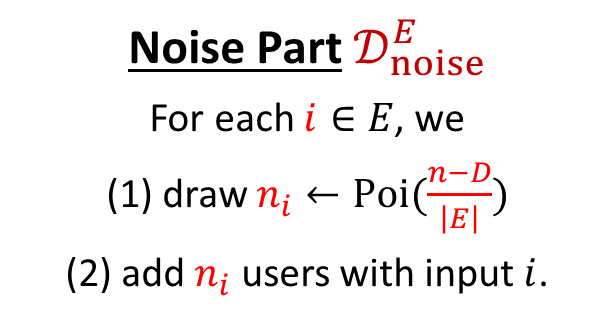 Noise Part 𝒟^E_noise
For each i ∈ E, we
(1) draw n_i ← Poi(n−D/|E|)
(2) add n_i users with input i.